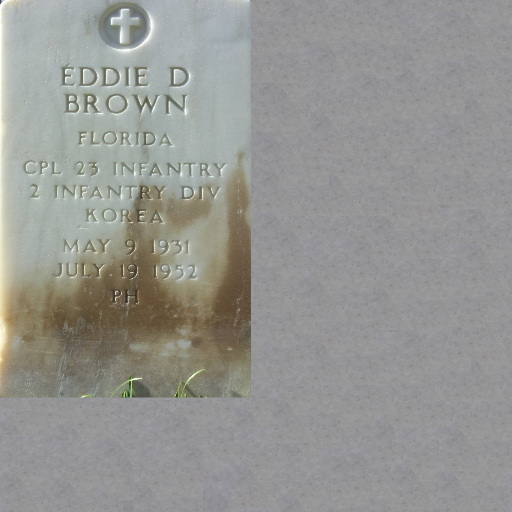 EDDIE D
BROWN
FLORIDA
CPL 23 INFANTRY
2 INFANTRY DIV
KOREA
MAY 9 1931
JULY 19 1952
PH